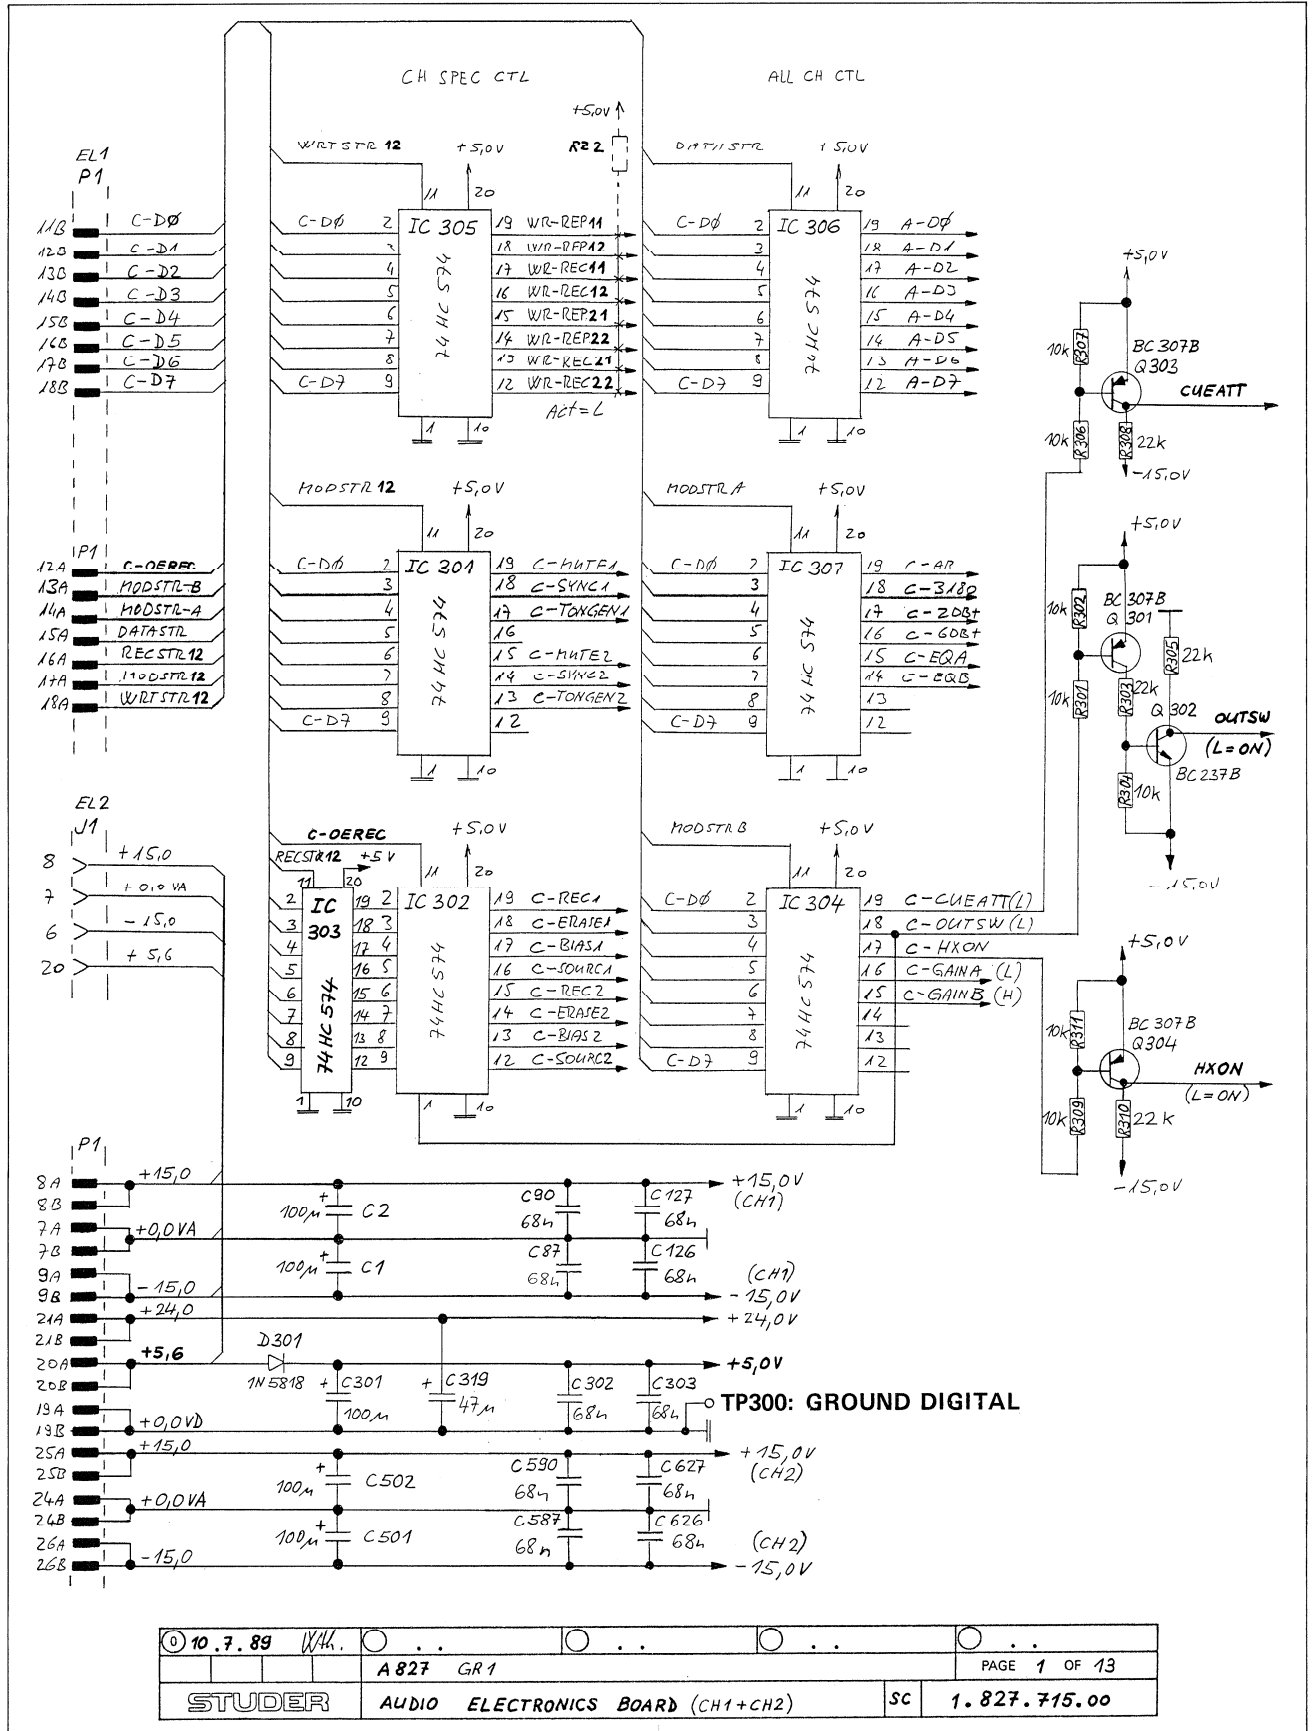 CH SPEC CTL
ALL CH CTL
+5,0V
WRTSTR 12
+5,0V
R22
DATASTR
+5,0V
EL1
P1
11 20
11 20
11B C-DØ
12B C-D1
13B C-D2
14B C-D3
15B C-D4
16B C-D5
17B C-D6
18B C-D7
C-DØ 2 IC 305 19 WR-REP11
3 18 WR-REP12
4 17 WR-REC11
5 16 WR-REC12
6 15 WR-REP21
7 14 WR-REP22
8 13 WR-REC21
C-D7 9 12 WR-REC22
74HC574
Act=L
1 10
C-DØ 2 IC 306 19 A-DØ
3 18 A-D1
4 17 A-D2
5 16 A-D3
6 15 A-D4
7 14 A-D5
8 13 A-D6
C-D7 9 12 A-D7
74HC574
1 10
+5,0V
10k R307
BC307B
Q303
CUEATT
10k R306
R308 22k
-15,0V
P1
12A C-OEREC
13A MODSTR-B
14A MODSTR-A
15A DATASTR
16A RECSTR12
17A MODSTR12
18A WRTSTR12
MODSTR12
+5,0V
11 20
C-DØ 2 IC 301 19 C-MUTE1
3 18 C-SYNC1
4 17 C-TONGEN1
5 16
6 15 C-MUTE2
7 14 C-SYNC2
8 13 C-TONGEN2
C-D7 9 12
74HC574
1 10
MODSTRA
+5,0V
11 20
C-DØ 2 IC 307 19 C-AR
3 18 C-3180
4 17 C-2DB+
5 16 C-6DB+
6 15 C-EQA
7 14 C-EQB
8 13
C-D7 9 12
74HC574
1 10
+5,0V
10k R302
BC307B
Q 301
R305 22k
10k R301
R303 22k
Q 302
OUTSW
(L=ON)
BC237B
10k
-15,0V
EL2
J1
8 +15,0
7 +0,0 VA
6 -15,0
20 +5,6
C-OEREC
+5,0V
RECSTR12 +5V
11 20
11 20
2 IC 303 19 2 IC 302 19 C-REC1
3 18 3 18 C-ERASE1
4 17 4 17 C-BIAS1
5 16 5 16 C-SOURC1
6 15 6 15 C-REC2
7 14 7 14 C-ERASE2
8 13 8 13 C-BIAS2
9 12 9 12 C-SOURC2
74HC574
74HC574
1 10
1 10
MODSTRB
+5,0V
11 20
C-DØ 2 IC 304 19 C-CUEATT(L)
3 18 C-OUTSW(L)
4 17 C-HXON
5 16 C-GAINA (L)
6 15 C-GAINB (H)
7 14
8 13
C-D7 9 12
74HC574
1 10
+5,0V
10k R311
BC307B
Q304
HXON
(L=ON)
10k R309
R310 22k
-15,0V
P1
8A +15,0
8B
7A +0,0VA
7B
9A
9B -15,0
21A +24,0
21B
20A +5,6
20B
19A
19B +0,0VD
25A +15,0
25B
24A +0,0VA
24B
26A
26B -15,0
+ 100µ C2
C90 68n
C127 68n
+15,0V
(CH1)
+ 100µ C1
C87 68n
C126 68n
(CH1)
-15,0V
+24,0V
D301
1N5818
+ C301 100µ
+ C319 47µ
C302 68n
C303 68n
+5,0V
TP300: GROUND DIGITAL
+ 100µ C502
C590 68n
C627 68n
+15,0V
(CH2)
+ 100µ C501
C587 68n
C626 68n
(CH2)
-15,0V
0 10.7.89 . . . . . . . .
A827 GR1 PAGE 1 OF 13
STUDER AUDIO ELECTRONICS BOARD (CH1+CH2) SC 1.827.715.00